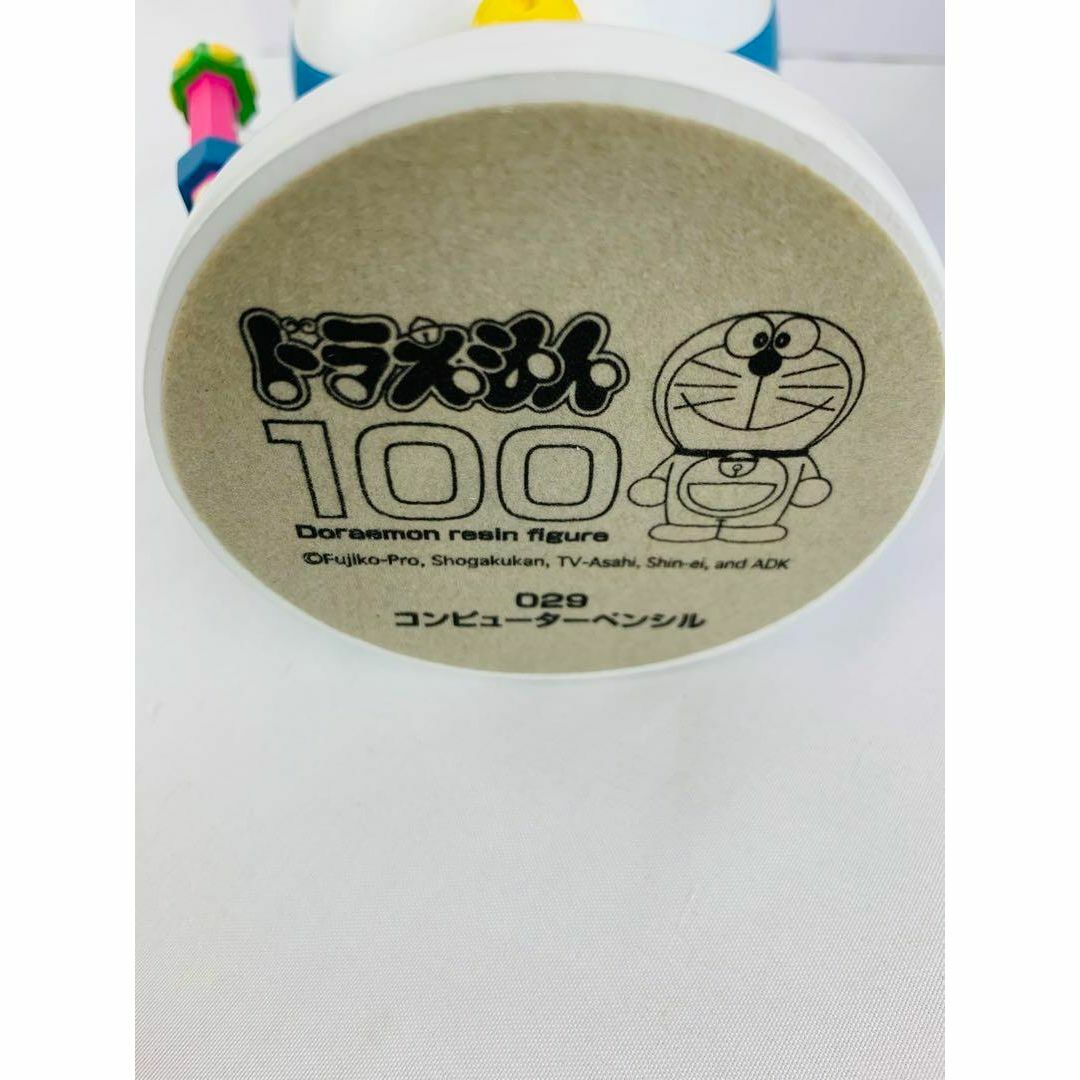 ドラえもん
100
Doraemon resin figure
©Fujiko-Pro, Shogakukan, TV-Asahi, Shin-ei, and ADK
029
コンピューターペンシル